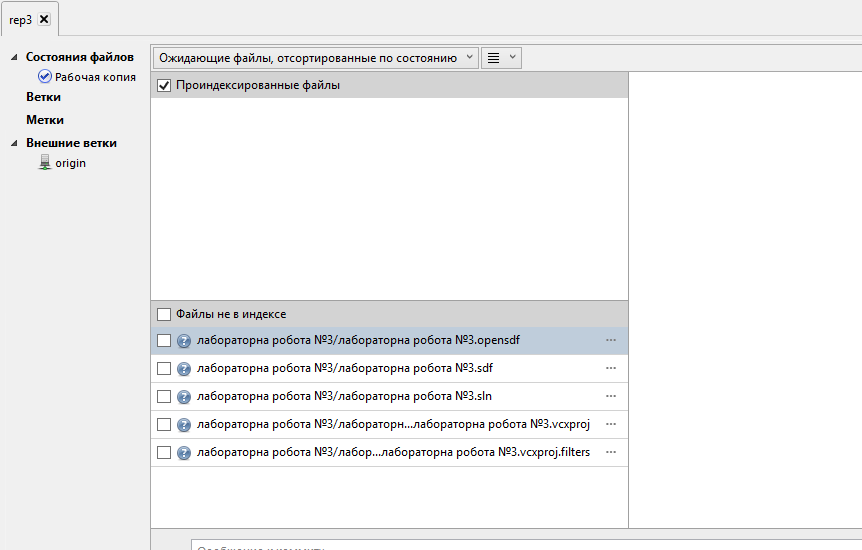 rep3
Состояния файлов
Рабочая копия
Ветки
Метки
Внешние ветки
origin
Ожидающие файлы, отсортированные по состоянию
Проиндексированные файлы
Файлы не в индексе
лабораторна робота №3/лабораторна робота №3.opensdf
лабораторна робота №3/лабораторна робота №3.sdf
лабораторна робота №3/лабораторна робота №3.sln
лабораторна робота №3/лабораторн...лабораторна робота №3.vcxproj
лабораторна робота №3/лабор...лабораторна робота №3.vcxproj.filters